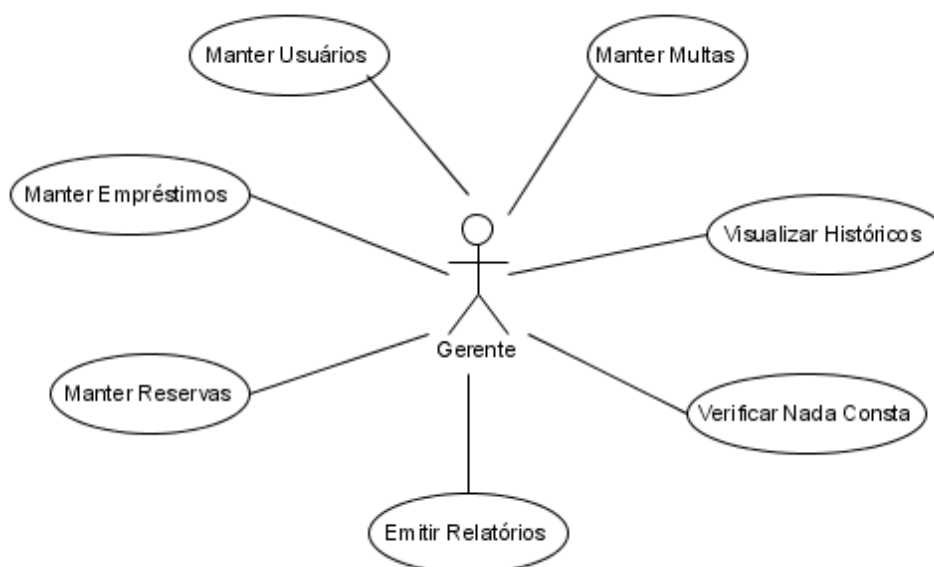 Manter Usuários
Manter Multas
Manter Empréstimos
Visualizar Históricos
Gerente
Manter Reservas
Verificar Nada Consta
Emitir Relatórios